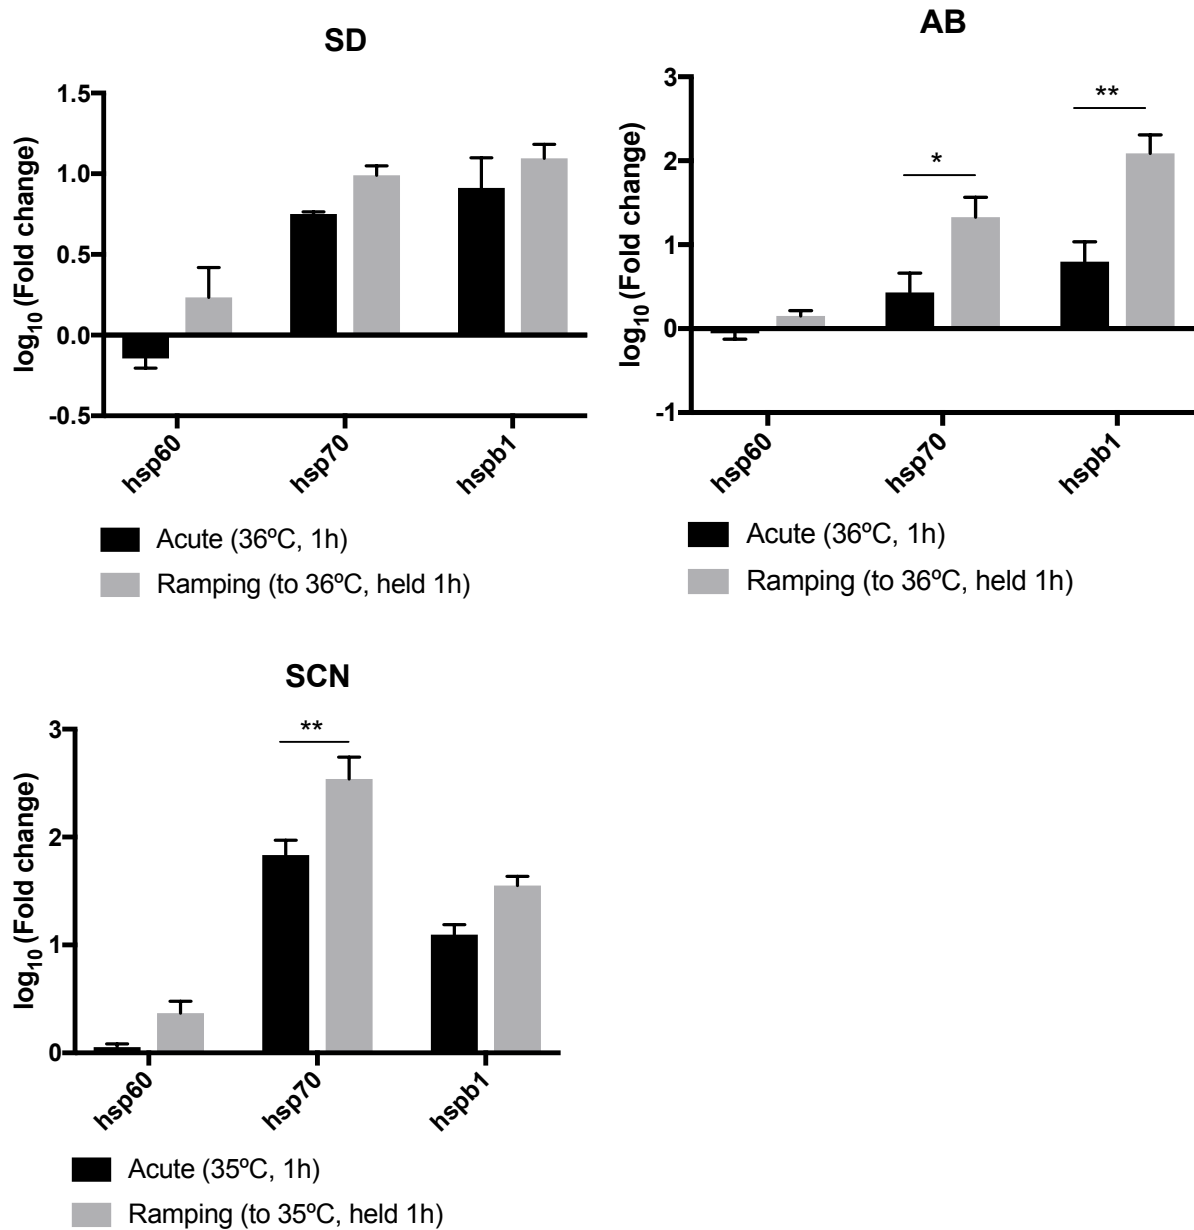 SD
log10 (Fold change)
1.5
1.0
0.5
0.0
-0.5
hsp60
hsp70
hspb1
Acute (36ºC, 1h)
Ramping (to 36ºC, held 1h)
AB
log10 (Fold change)
3
2
1
0
-1
*
**
hsp60
hsp70
hspb1
Acute (36ºC, 1h)
Ramping (to 36ºC, held 1h)
SCN
log10 (Fold change)
3
2
1
0
**
hsp60
hsp70
hspb1
Acute (35ºC, 1h)
Ramping (to 35ºC, held 1h)